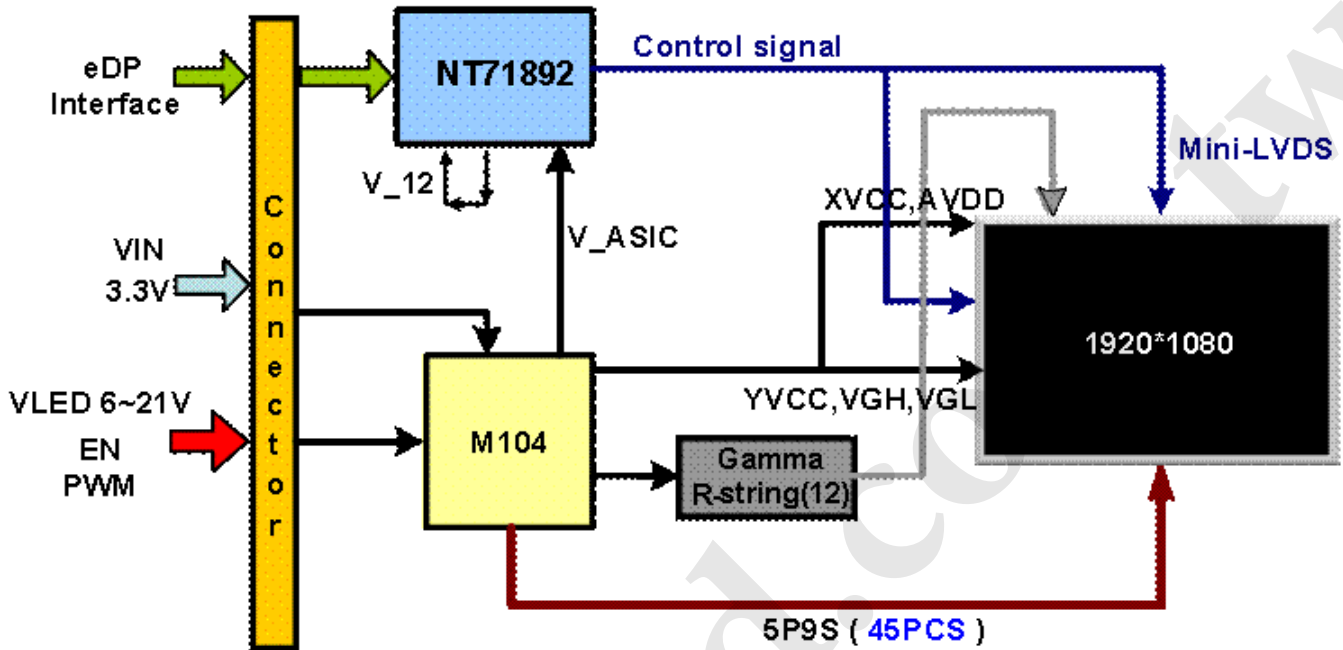 eDP
Interface
VIN
3.3V
VLED 6~21V
EN
PWM
Connector
NT71892
V_12
V_ASIC
M104
Control signal
Mini-LVDS
XVCC,AVDD
YVCC,VGH,VGL
Gamma
R-string(12)
1920*1080
5P9S ( 45PCS )